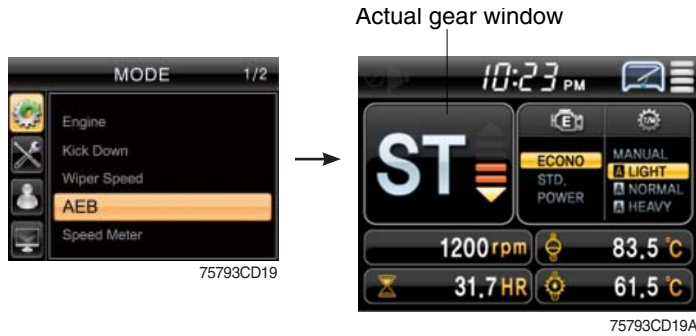 Actual gear window
MODE 1/2
Engine
Kick Down
Wiper Speed
AEB
Speed Meter
75793CD19
10:23 PM
ST
E
T/M
ECONO
STD.
POWER
MANUAL
A LIGHT
A NORMAL
A HEAVY
1200 rpm
83.5 ℃
31.7 HR
61.5 ℃
75793CD19A